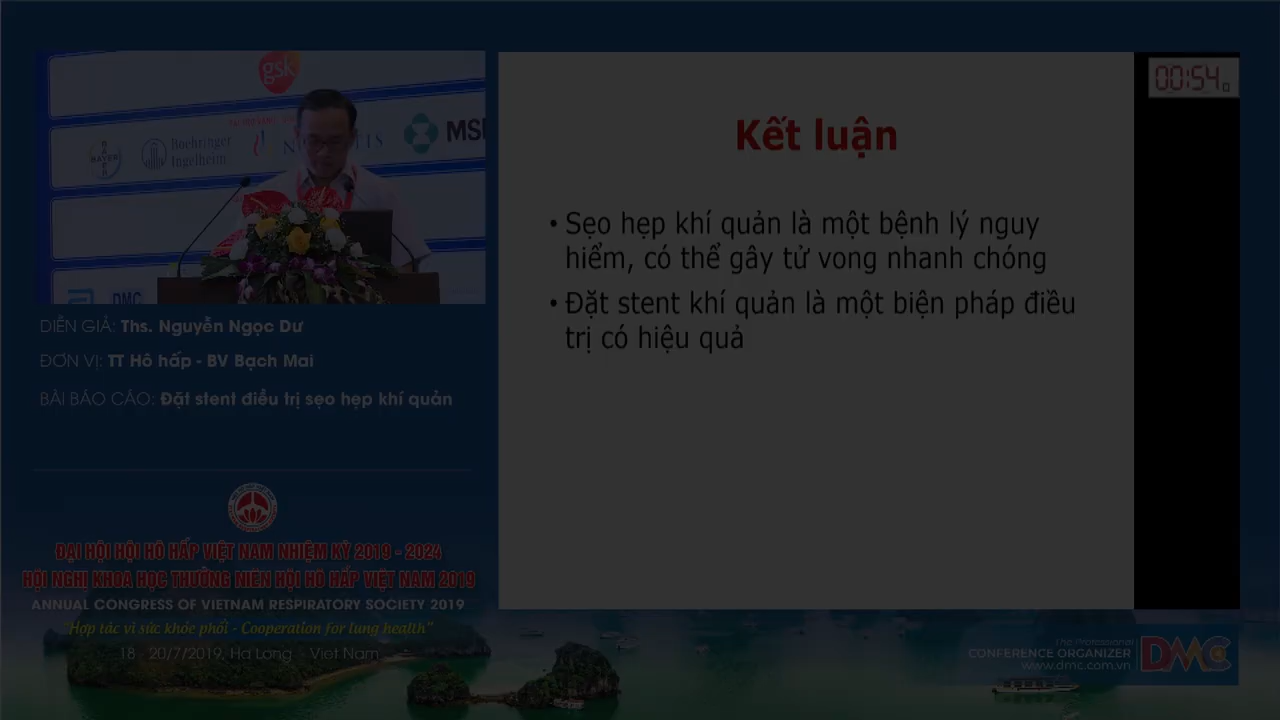 gsk
BAYER
Boehringer
Ingelheim
MSD
DMC
DIỄN GIẢ: Ths. Nguyễn Ngọc Dư
ĐƠN VỊ: TT Hô hấp - BV Bạch Mai
BÀI BÁO CÁO: Đặt stent điều trị sẹo hẹp khí quản
ĐẠI HỘI HỘI HÔ HẤP VIỆT NAM NHIỆM KỲ 2019 - 2024
HỘI NGHỊ KHOA HỌC THƯỜNG NIÊN HỘI HÔ HẤP VIỆT NAM 2019
ANNUAL CONGRESS OF VIETNAM RESPIRATORY SOCIETY 2019
"Hợp tác vì sức khỏe phổi - Cooperation for lung health"
18 - 20/7/2019, Ha Long - Viet Nam
00:54
Kết luận
• Sẹo hẹp khí quản là một bệnh lý nguy
hiểm, có thể gây tử vong nhanh chóng
• Đặt stent khí quản là một biện pháp điều
trị có hiệu quả
The Professional
CONFERENCE ORGANIZER
www.dmc.com.vn
DMC